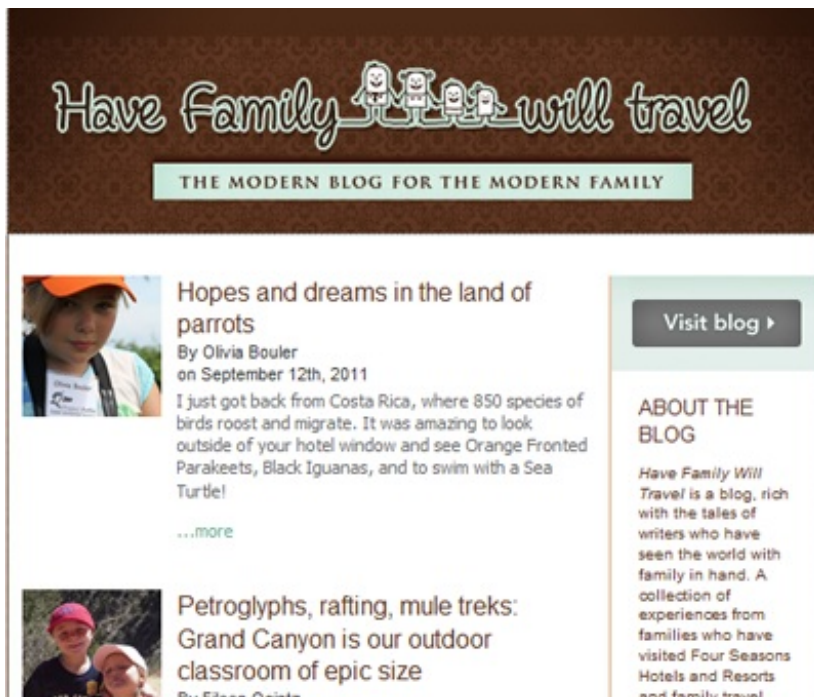 Have Family will travel
THE MODERN BLOG FOR THE MODERN FAMILY
Hopes and dreams in the land of
parrots
By Olivia Bouler
on September 12th, 2011
I just got back from Costa Rica, where 850 species of
birds roost and migrate. It was amazing to look
outside of your hotel window and see Orange Fronted
Parakeets, Black Iguanas, and to swim with a Sea
Turtle!
...more
Petroglyphs, rafting, mule treks:
Grand Canyon is our outdoor
classroom of epic size
By Eileen
Visit blog
ABOUT THE
BLOG
Have Family Will
Travel is a blog, rich
with the tales of
writers who have
seen the world with
family in hand. A
collection of
experiences from
families who have
visited Four Seasons
Hotels and Resorts
and family travel